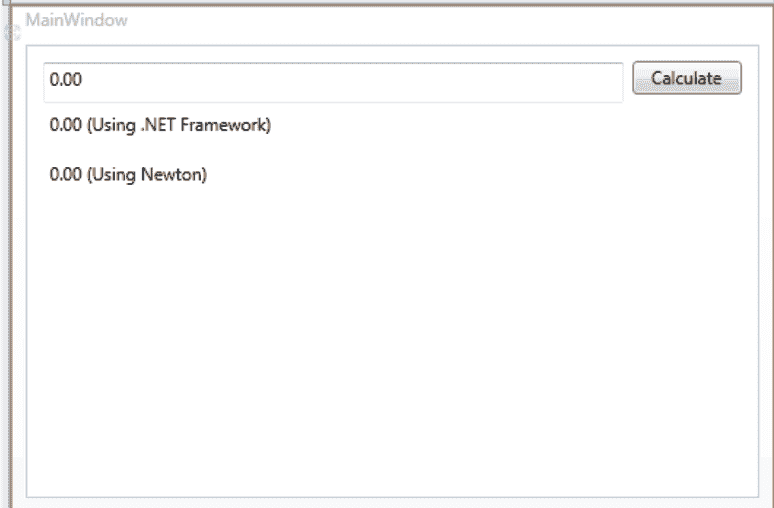 MainWindow
0.00
Calculate
0.00 (Using .NET Framework)
0.00 (Using Newton)